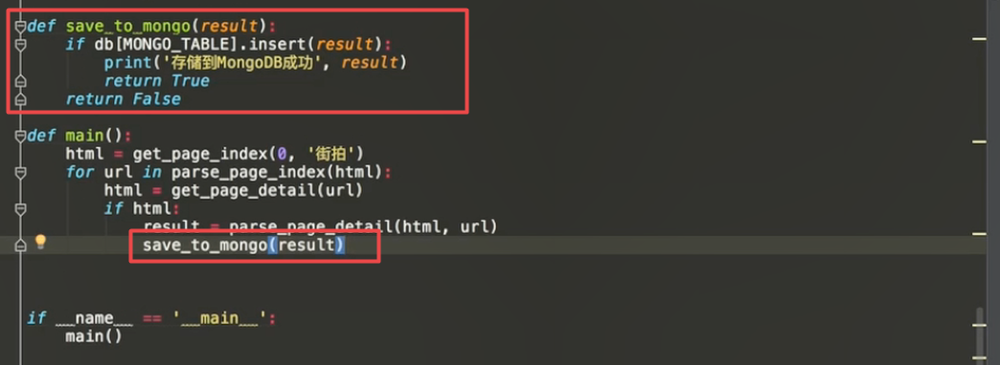 def save_to_mongo(result):
    if db[MONGO_TABLE].insert(result):
        print('存储到MongoDB成功', result)
        return True
    return False
def main():
    html = get_page_index(0, '街拍')
    for url in parse_page_index(html):
        html = get_page_detail(url)
        if html:
            result = parse_page_detail(html, url)
            save_to_mongo(result)
if __name__ == '__main__':
    main()